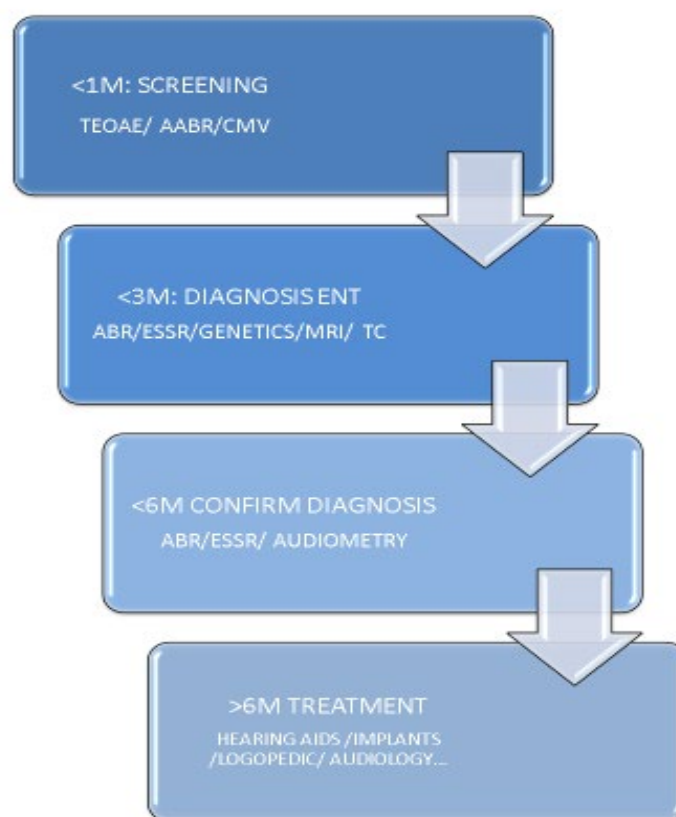 <1M: SCREENING
TEOAE/ AABR/CMV
<3M: DIAGNOSIS ENT
ABR/ESSR/GENETICS/MRI/ TC
<6M CONFIRM DIAGNOSIS
ABR/ESSR/ AUDIOMETRY
>6M TREATMENT
HEARING AIDS /IMPLANTS
/LOGOPEDIC/ AUDIOLOGY...